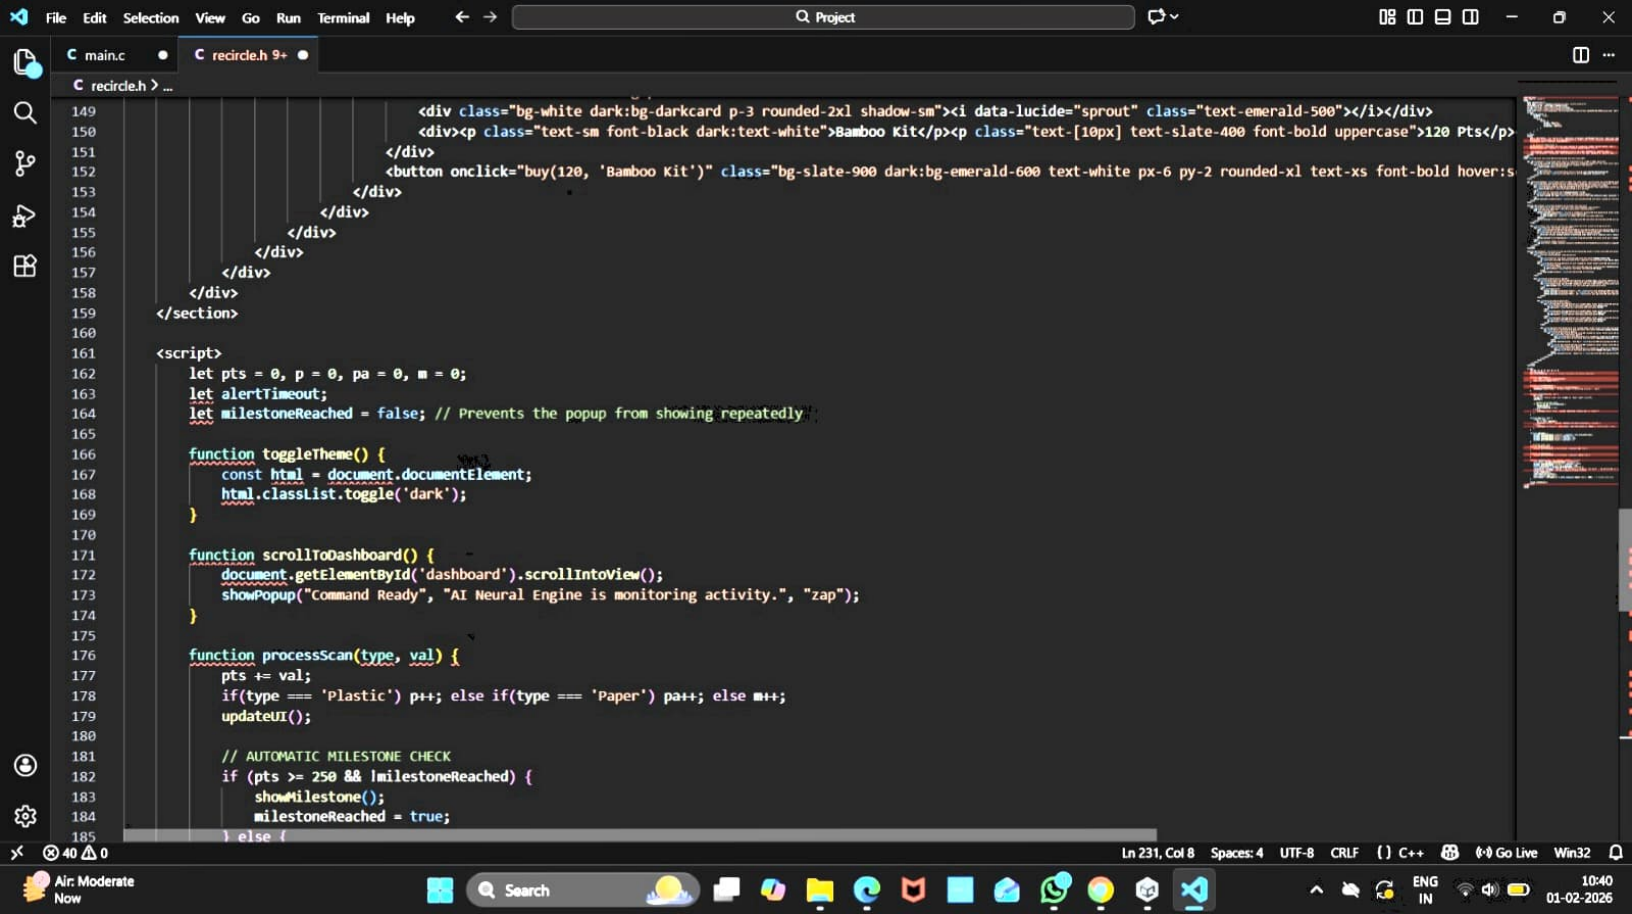 File Edit Selection View Go Run Terminal Help
Project
main.c
recircle.h 9+
recircle.h > ...
149 <div class="bg-white dark:bg-darkcard p-3 rounded-2xl shadow-sm"><i data-lucide="sprout" class="text-emerald-500"></i></div>
150 <div><p class="text-sm font-black dark:text-white">Bamboo Kit</p><p class="text-[10px] text-slate-400 font-bold uppercase">120 Pts</p>
151 </div>
152 <button onclick="buy(120, 'Bamboo Kit')" class="bg-slate-900 dark:bg-emerald-600 text-white px-6 py-2 rounded-xl text-xs font-bold hover:s
153 </div>
154 </div>
155 </div>
156 </div>
157 </div>
158 </div>
159 </section>
160
161 <script>
162 let pts = 0, p = 0, pa = 0, m = 0;
163 let alertTimeout;
164 let milestoneReached = false; // Prevents the popup from showing repeatedly
165
166 function toggleTheme() {
167 const html = document.documentElement;
168 html.classList.toggle('dark');
169 }
170
171 function scrollToDashboard() {
172 document.getElementById('dashboard').scrollIntoView();
173 showPopup("Command Ready", "AI Neural Engine is monitoring activity.", "zap");
174 }
175
176 function processScan(type, val) {
177 pts += val;
178 if(type === 'Plastic') p++; else if(type === 'Paper') pa++; else m++;
179 updateUI();
180
181 // AUTOMATIC MILESTONE CHECK
182 if (pts >= 250 && !milestoneReached) {
183 showMilestone();
184 milestoneReached = true;
185 } else {
40 0
Ln 231, Col 8 Spaces: 4 UTF-8 CRLF { } C++ Go Live Win32
Air: Moderate
Now
Search
ENG
IN
10:40
01-02-2026